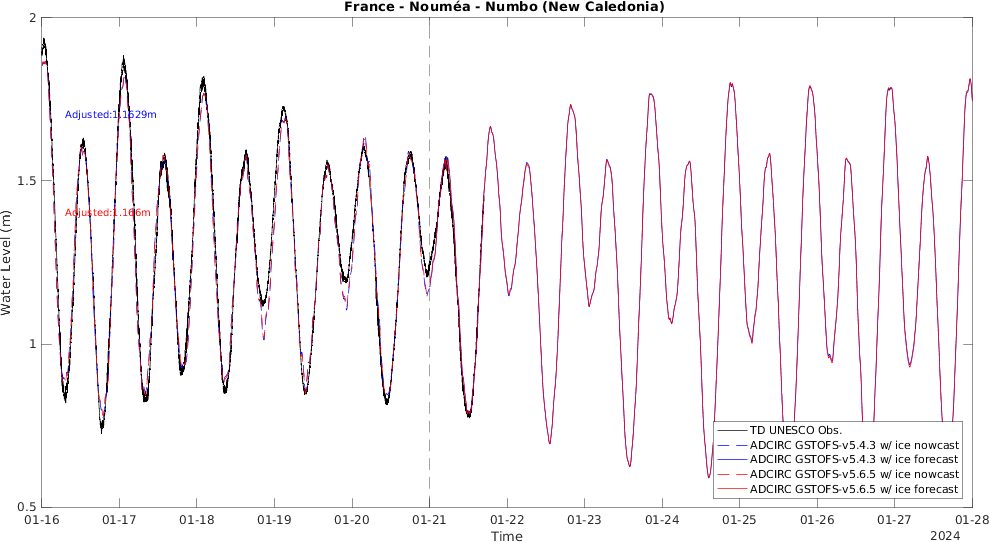 France - Nouméa - Numbo (New Caledonia)
Water Level (m)
2
1.5
1
0.5
Adjusted:1.1629m
Adjusted:1.166m
TD UNESCO Obs.
ADCIRC GSTOFS-v5.4.3 w/ ice nowcast
ADCIRC GSTOFS-v5.4.3 w/ ice forecast
ADCIRC GSTOFS-v5.6.5 w/ ice nowcast
ADCIRC GSTOFS-v5.6.5 w/ ice forecast
01-16 01-17 01-18 01-19 01-20 01-21 01-22 01-23 01-24 01-25 01-26 01-27 01-28
Time
2024